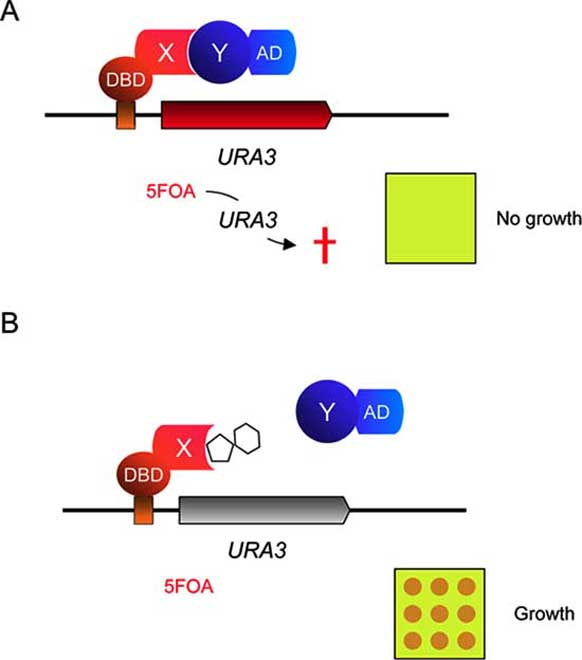 A
X Y AD
DBD
URA3
5FOA
URA3
No growth
B
Y AD
X
DBD
URA3
5FOA
Growth